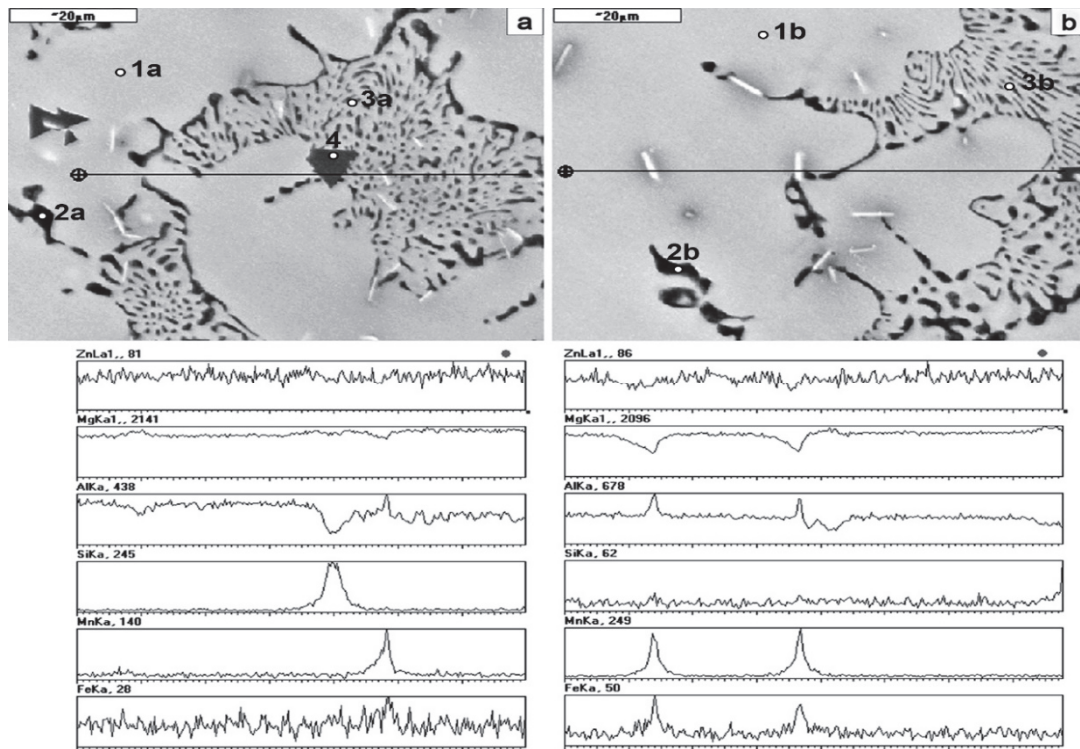 ~20µm
a
1a
3a
4
2a
~20µm
b
1b
3b
2b
ZnLa1,, 81
MgKa1,, 2141
AlKa, 438
SiKa, 245
MnKa, 140
FeKa, 28
ZnLa1,, 86
MgKa1,, 2096
AlKa, 678
SiKa, 62
MnKa, 249
FeKa, 50